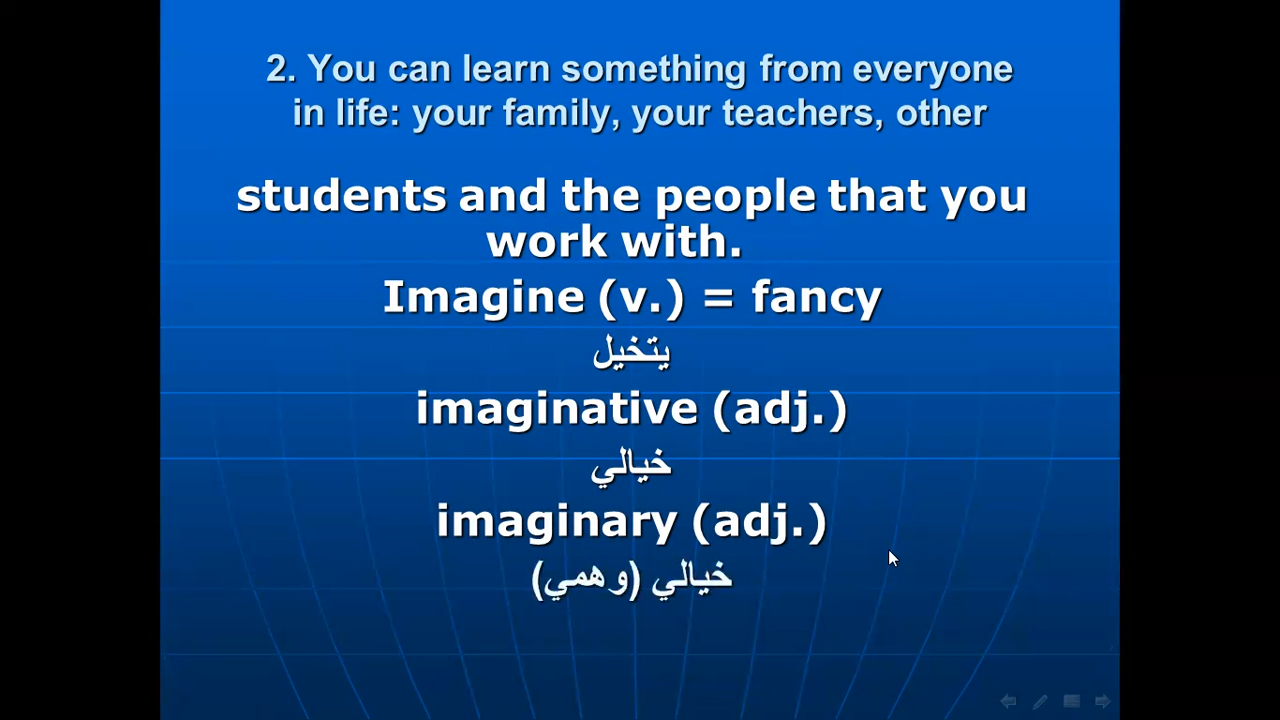 2. You can learn something from everyone
in life: your family, your teachers, other
students and the people that you
work with.
Imagine (v.) = fancy
يتخيل
imaginative (adj.)
خيالي
imaginary (adj.)
خيالي (وهمي)